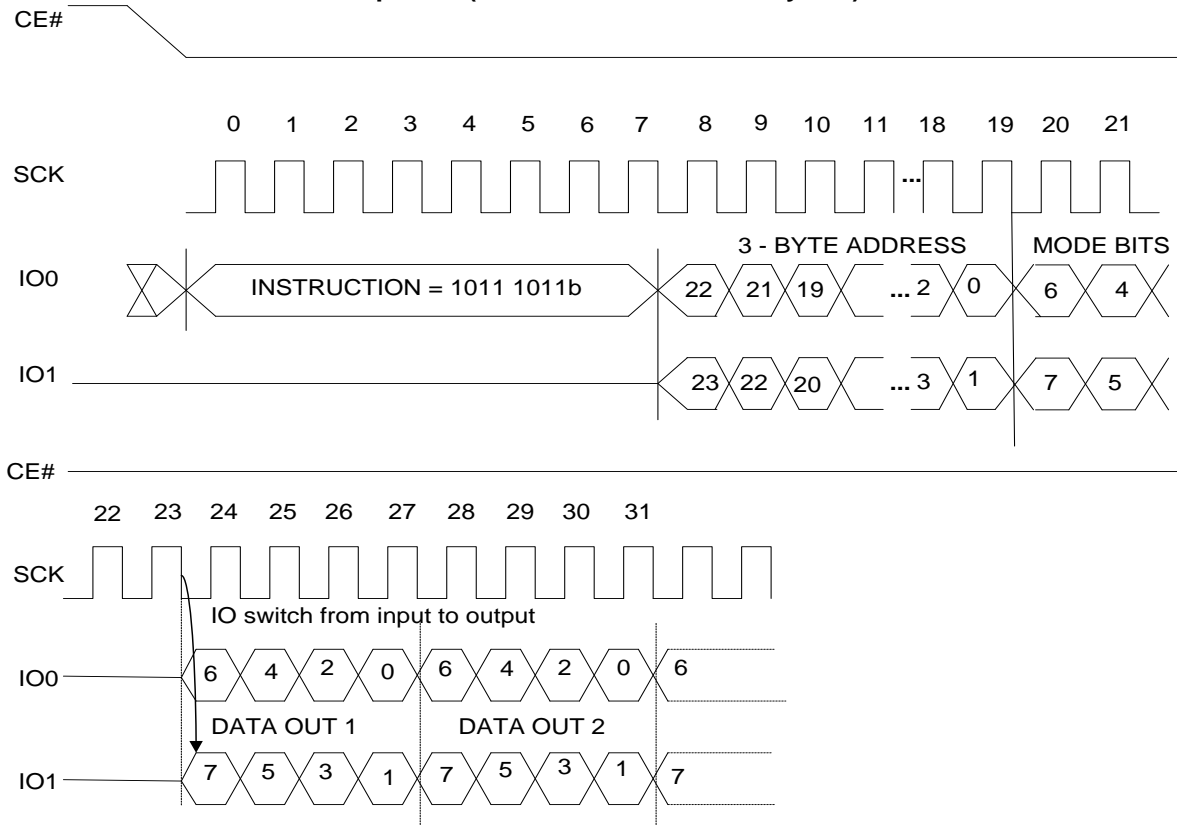 CE#
0 1 2 3 4 5 6 7 8 9 10 11 18 19 20 21
SCK
...
3 - BYTE ADDRESS MODE BITS
IO0
INSTRUCTION = 1011 1011b
22 21 19 ... 2 0 6 4
IO1
23 22 20 ... 3 1 7 5
CE#
22 23 24 25 26 27 28 29 30 31
SCK
IO switch from input to output
IO0
6 4 2 0 6 4 2 0 6
DATA OUT 1 DATA OUT 2
IO1
7 5 3 1 7 5 3 1 7